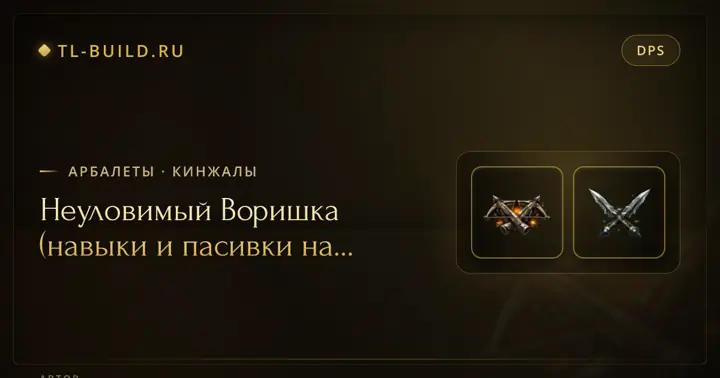 TL-BUILD.RU
DPS
АРБАЛЕТЫ · КИНЖАЛЫ
Неуловимый Воришка
(навыки и пасивки на...